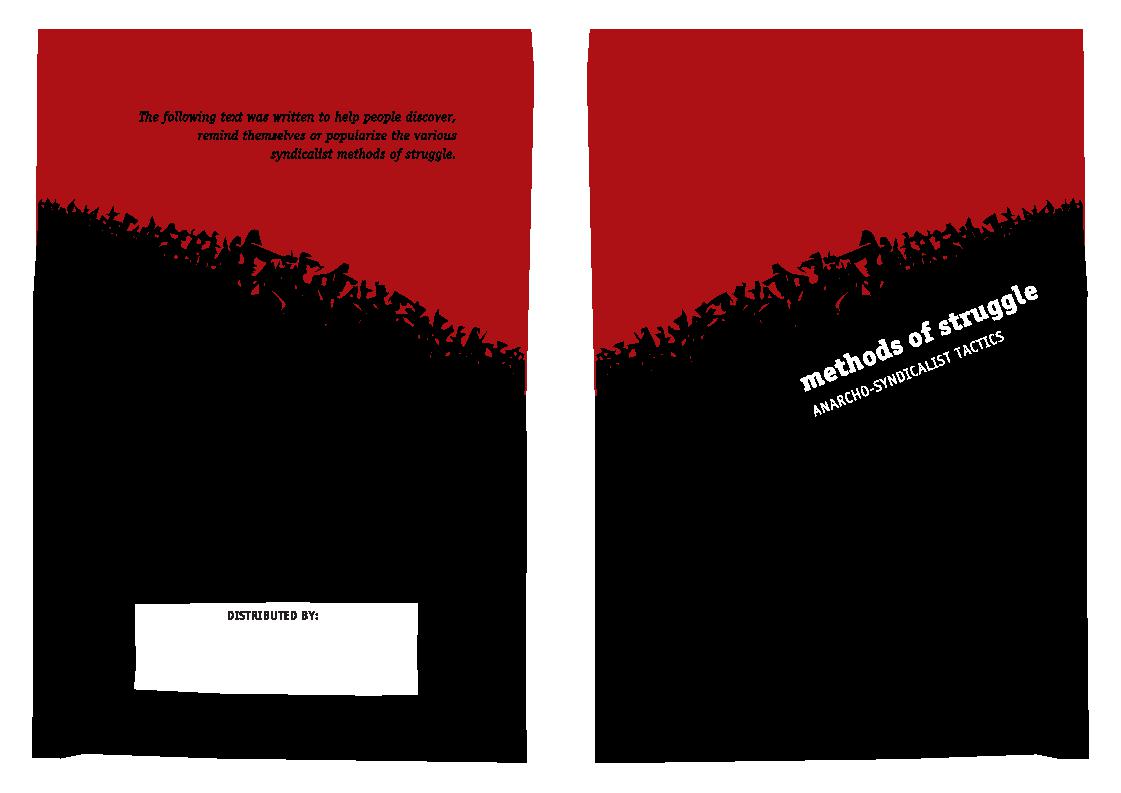 The following text was written to help people discover,
remind themselves or popularize the various
syndicalist methods of struggle.
DISTRIBUTED BY:
methods of struggle
ANARCHO-SYNDICALIST TACTICS